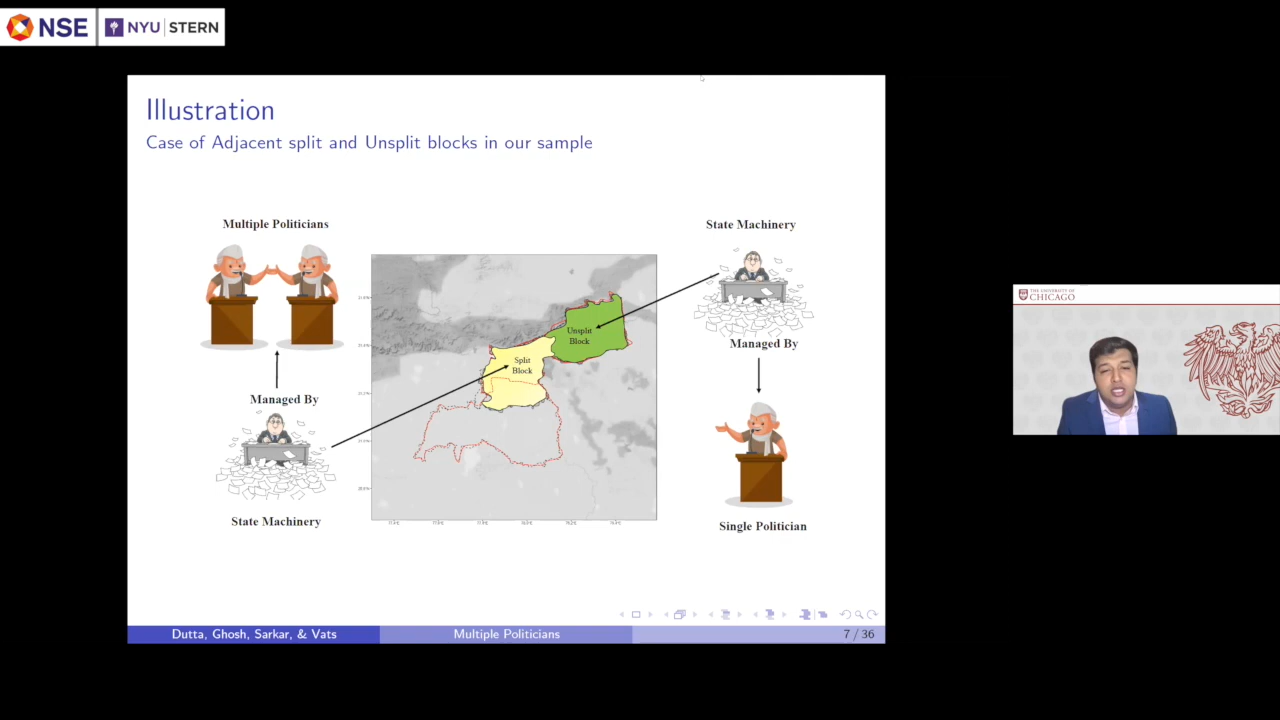 NSE
NYU STERN
Illustration
Case of Adjacent split and Unsplit blocks in our sample
Multiple Politicians
Managed By
State Machinery
Unsplit
Block
Split
Block
State Machinery
Managed By
Single Politician
THE UNIVERSITY OF
CHICAGO
Dutta, Ghosh, Sarkar, & Vats
Multiple Politicians
7 / 36